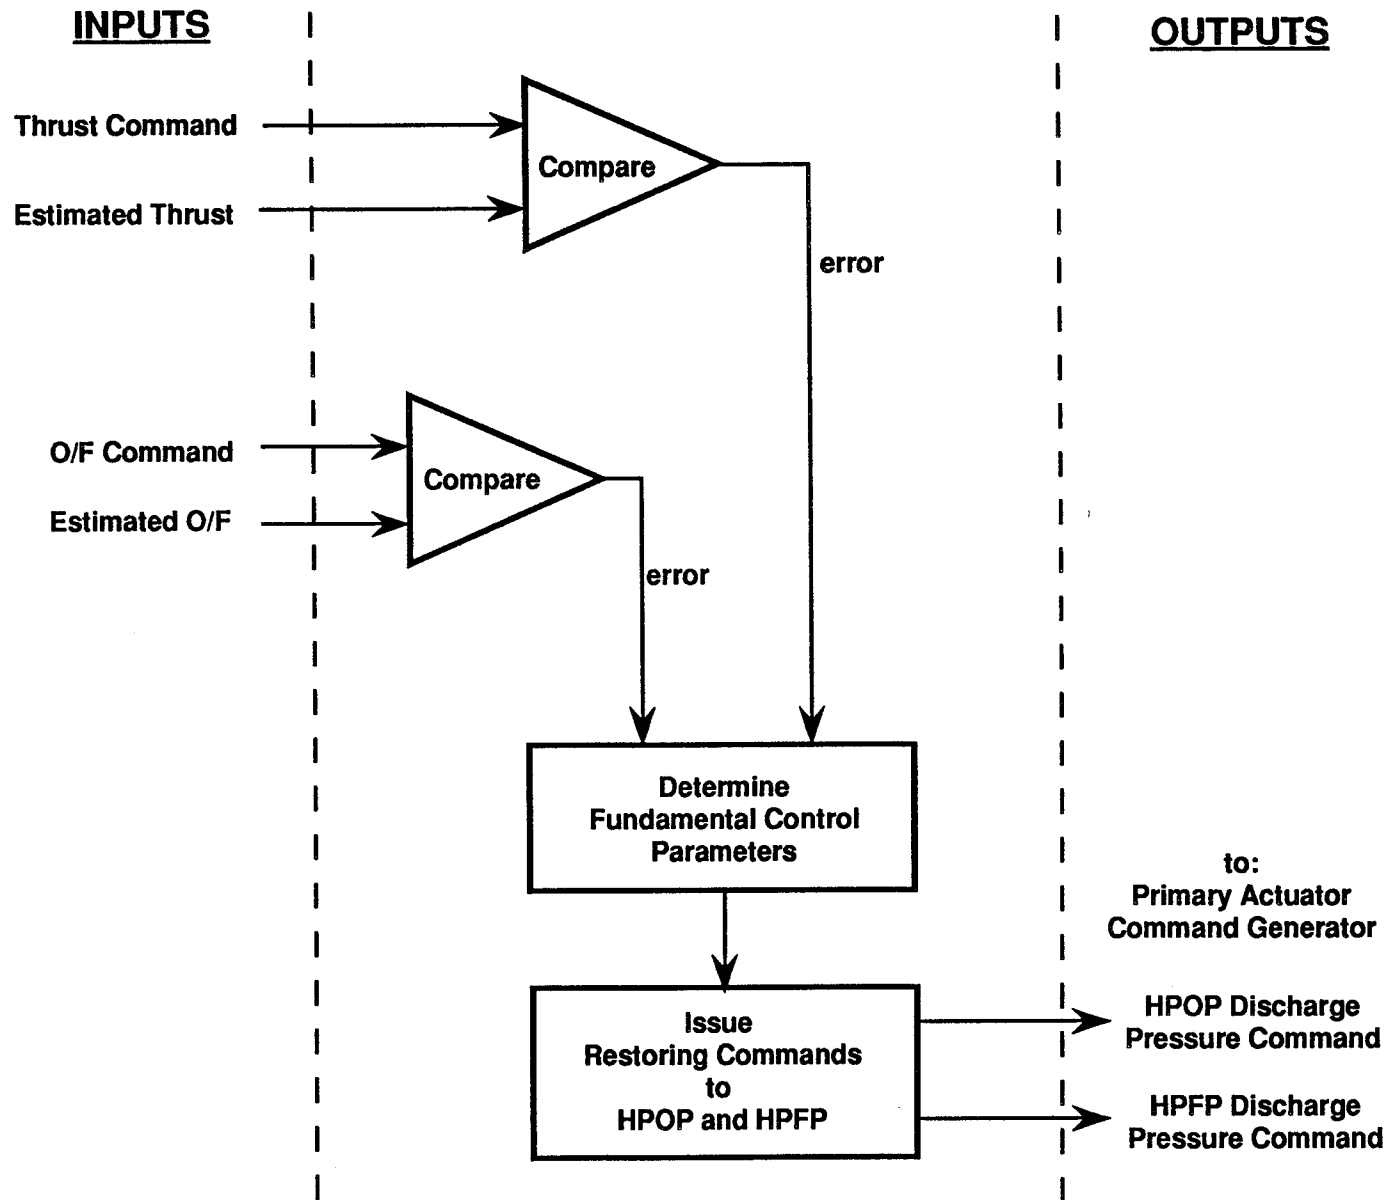 INPUTS
OUTPUTS
Thrust Command
Compare
Estimated Thrust
error
O/F Command
Compare
Estimated O/F
error
Determine
Fundamental Control
Parameters
to:
Primary Actuator
Command Generator
Issue
Restoring Commands
to
HPOP and HPFP
HPOP Discharge
Pressure Command
HPFP Discharge
Pressure Command